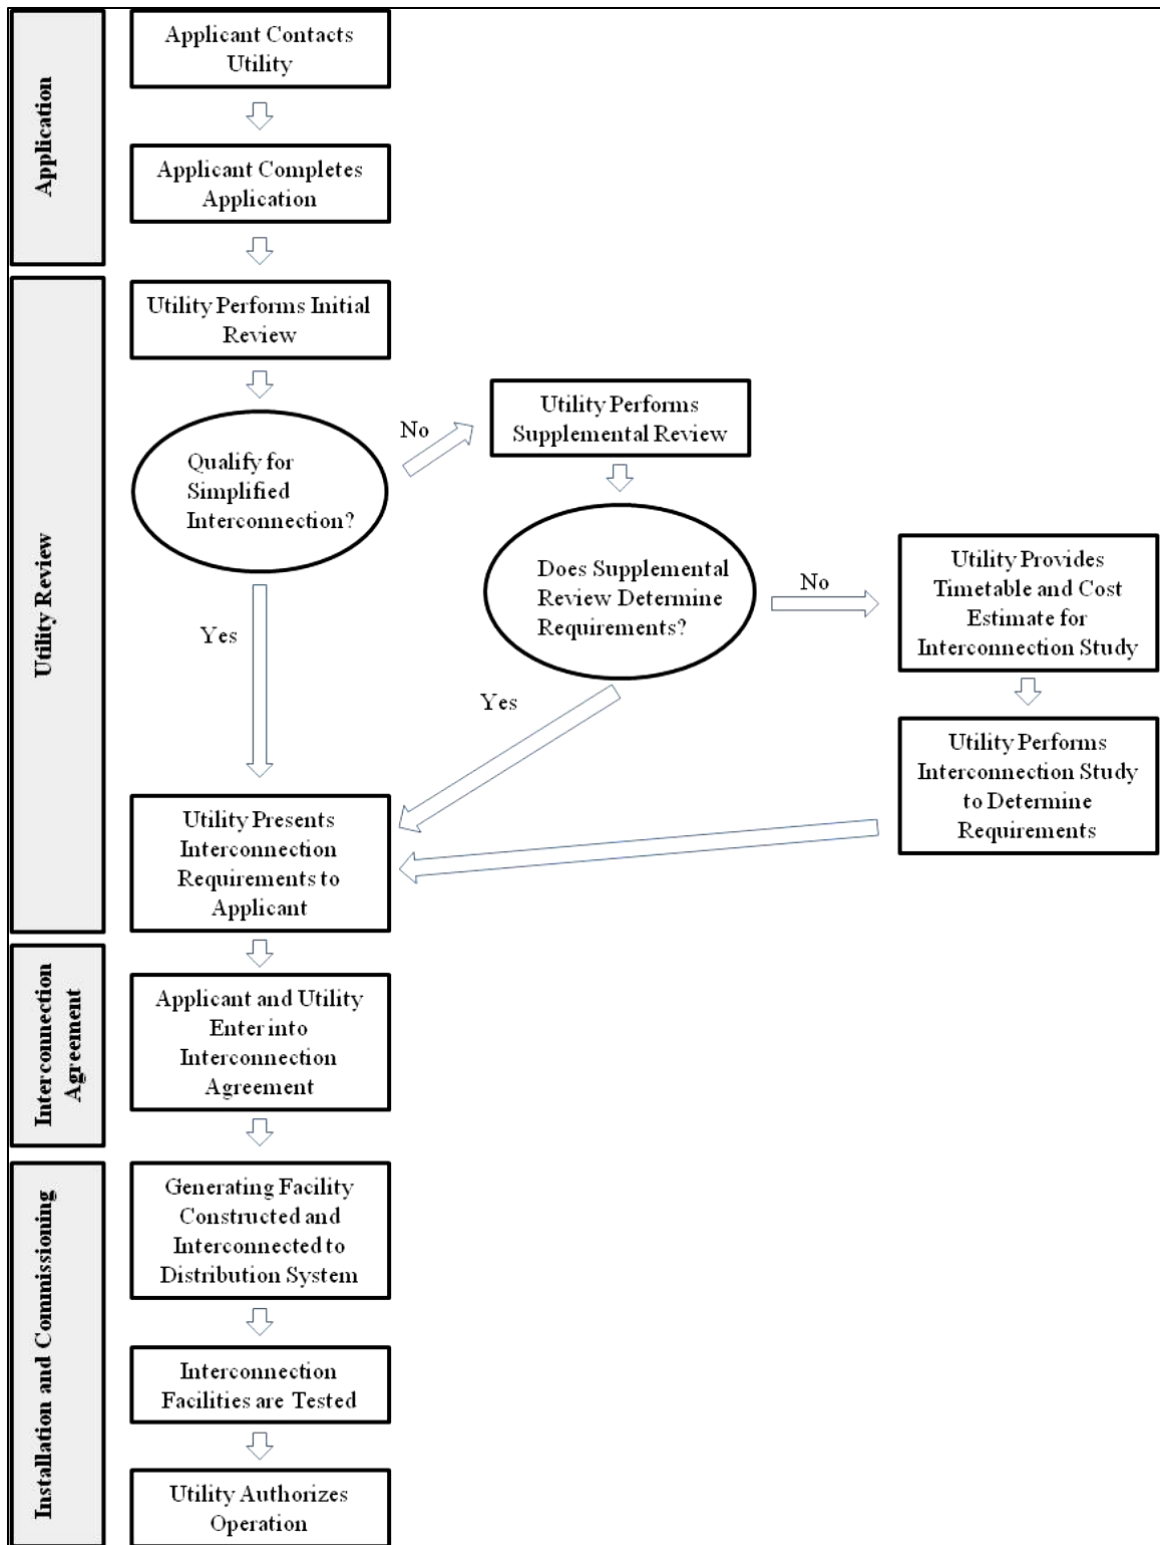 Application
Applicant Contacts
Utility
Applicant Completes
Application
Utility Review
Utility Performs Initial
Review
Qualify for
Simplified
Interconnection?
No
Utility Performs
Supplemental Review
Does Supplemental
Review Determine
Requirements?
No
Utility Provides
Timetable and Cost
Estimate for
Interconnection Study
Yes
Yes
Utility Performs
Interconnection Study
to Determine
Requirements
Utility Presents
Interconnection
Requirements to
Applicant
Interconnection
Agreement
Applicant and Utility
Enter into
Interconnection
Agreement
Installation and Commissioning
Generating Facility
Constructed and
Interconnected to
Distribution System
Interconnection
Facilities are Tested
Utility Authorizes
Operation